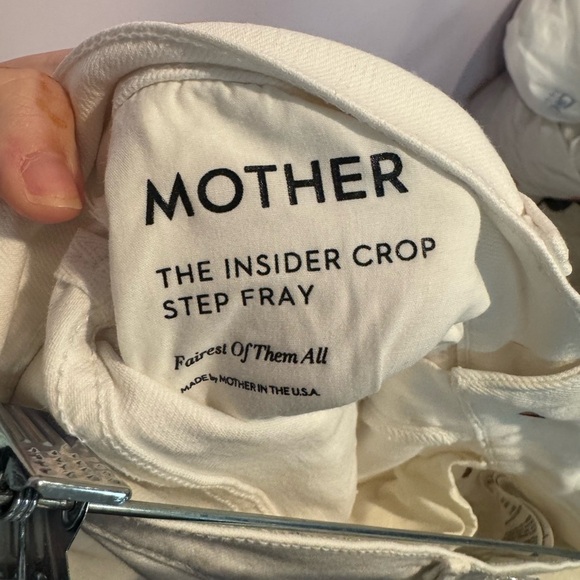 MOTHER
THE INSIDER CROP
STEP FRAY
Fairest Of Them All
MADE by MOTHER IN THE U.S.A.